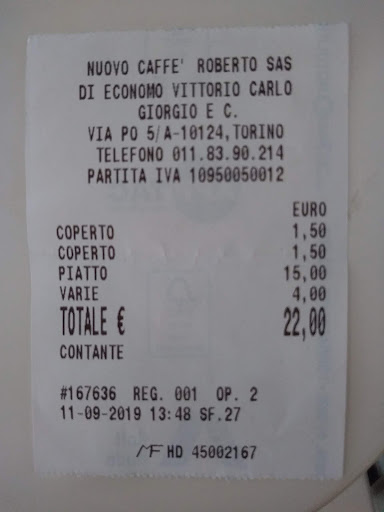 NUOVO CAFFE' ROBERTO SAS
DI ECONOMO VITTORIO CARLO
GIORGIO E C.
VIA PO 5/A-10124,TORINO
TELEFONO 011.83.90.214
PARTITA IVA 10950050012
EURO
COPERTO 1,50
COPERTO 1,50
PIATTO 15,00
VARIE 4,00
TOTALE € 22,00
CONTANTE
#167636 REG. 001 OP. 2
11-09-2019 13:48 SF.27
MF HD 45002167